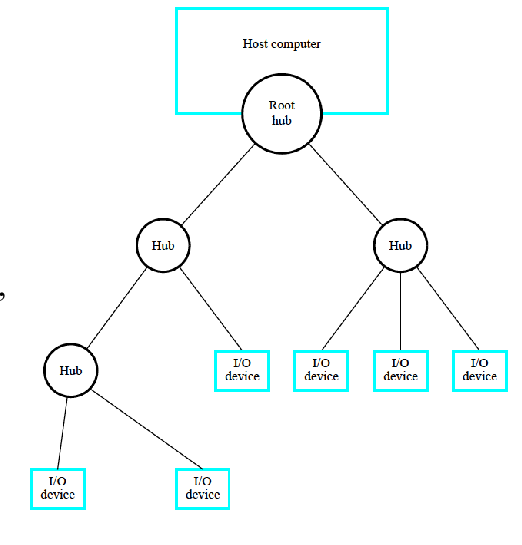 Host computer
Root
hub
Hub
Hub
,
Hub
I/O
device
I/O
device
I/O
device
I/O
device
I/O
device
I/O
device